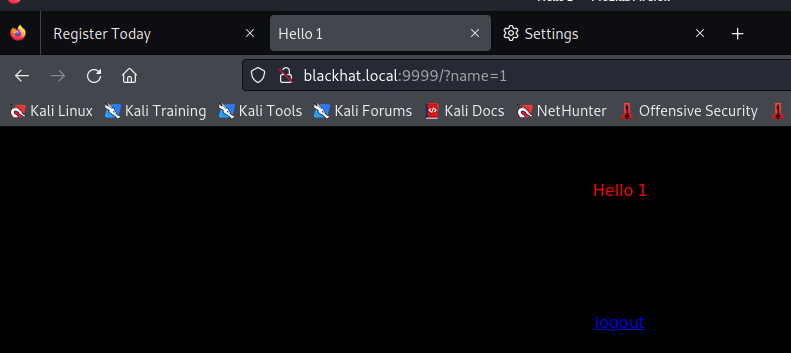 Register Today
Hello 1
Settings
blackhat.local:9999/?name=1
Kali Linux Kali Training Kali Tools Kali Forums Kali Docs NetHunter Offensive Security
Hello 1
logout